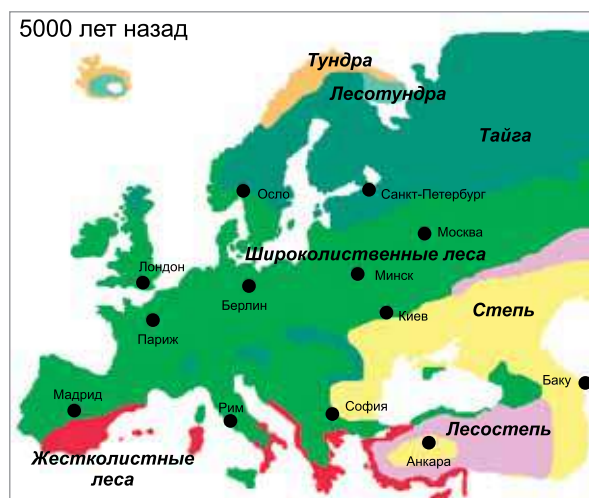 5000 лет назад
Тундра
Лесотундра
Тайга
Оспо
Санкт-Петербург
Москва
Широколиственные леса
Лондон
Минск
Берлин
Степь
Киев
Париж
Баку
Мадрид
Рим
София
Лесостепь
Анкара
Жестколистные
леса